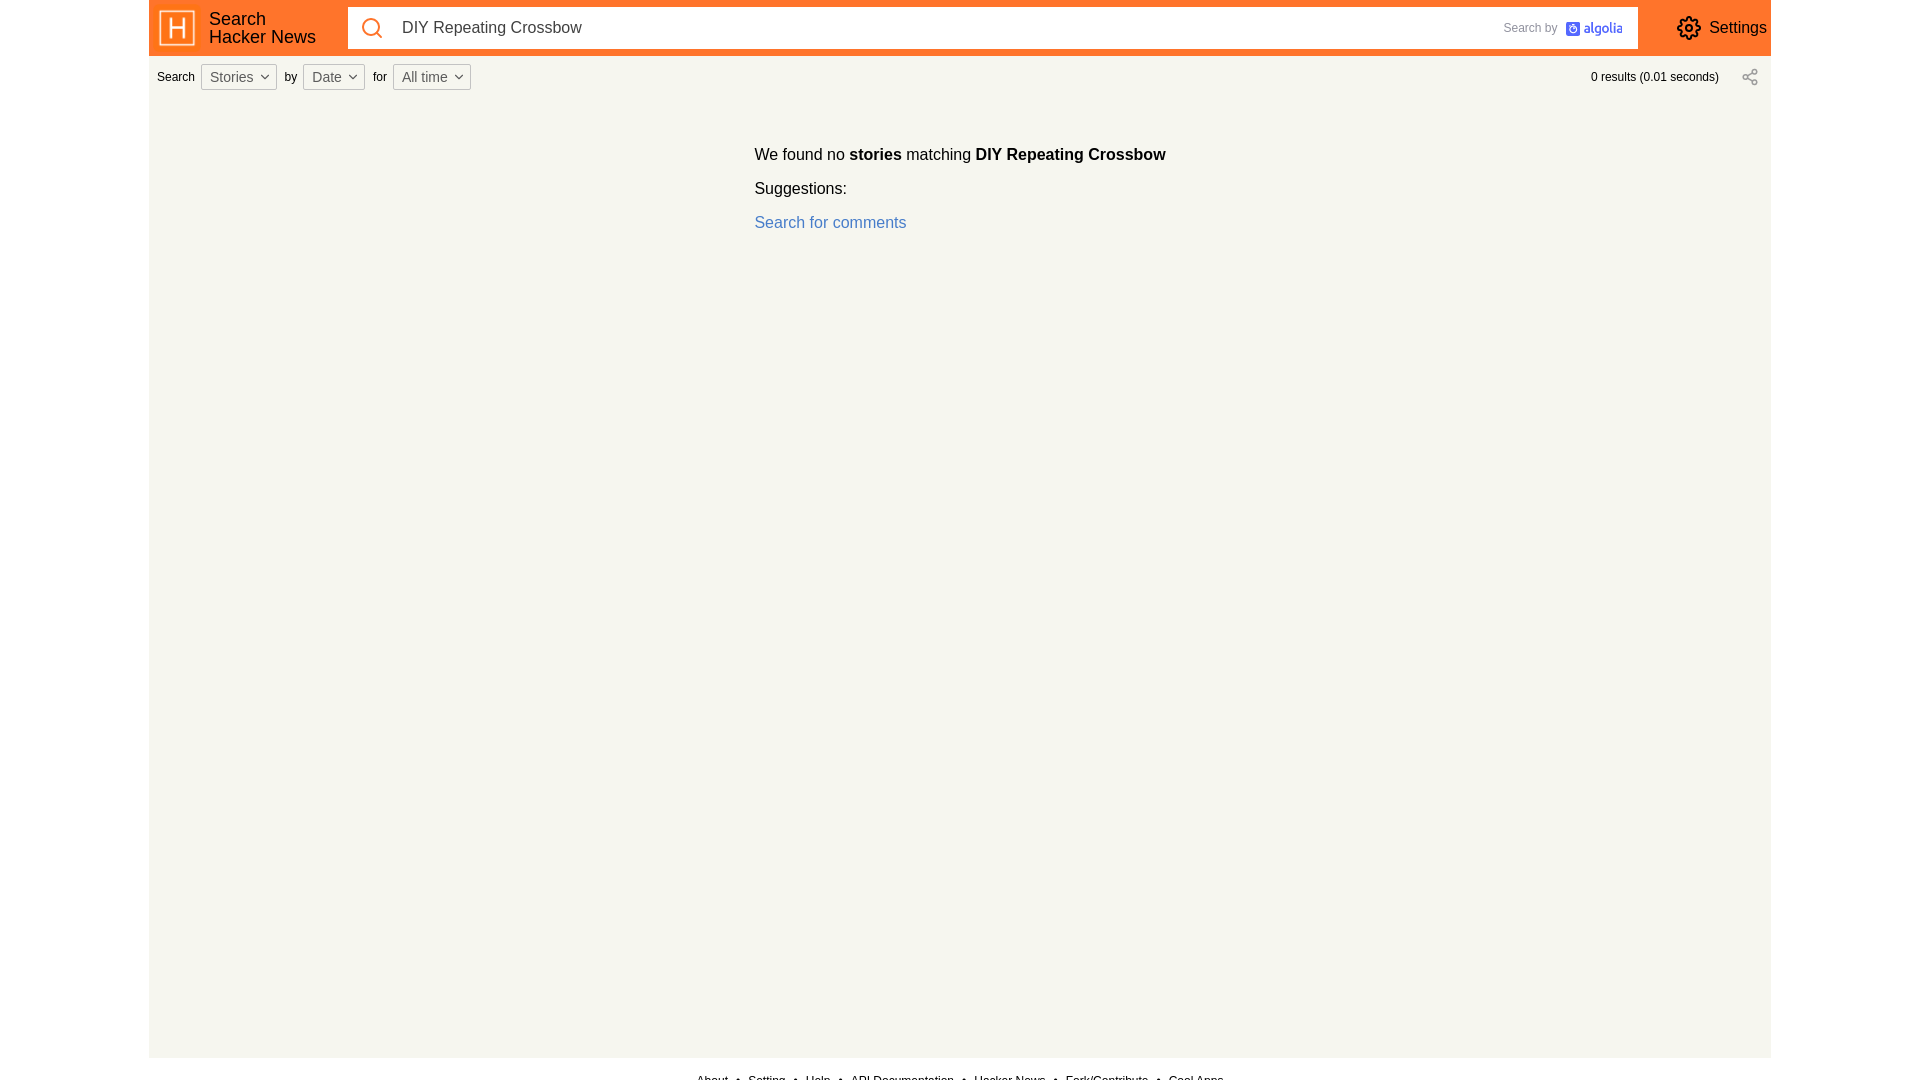 H
Search
Hacker News
DIY Repeating Crossbow
Search by algolia
Settings
Search Stories by Date for All time
0 results (0.01 seconds)
We found no stories matching DIY Repeating Crossbow
Suggestions:
Search for comments
About • Setting • Help • API Documentation • Hacker News • Fork/Contribute • Cool Apps